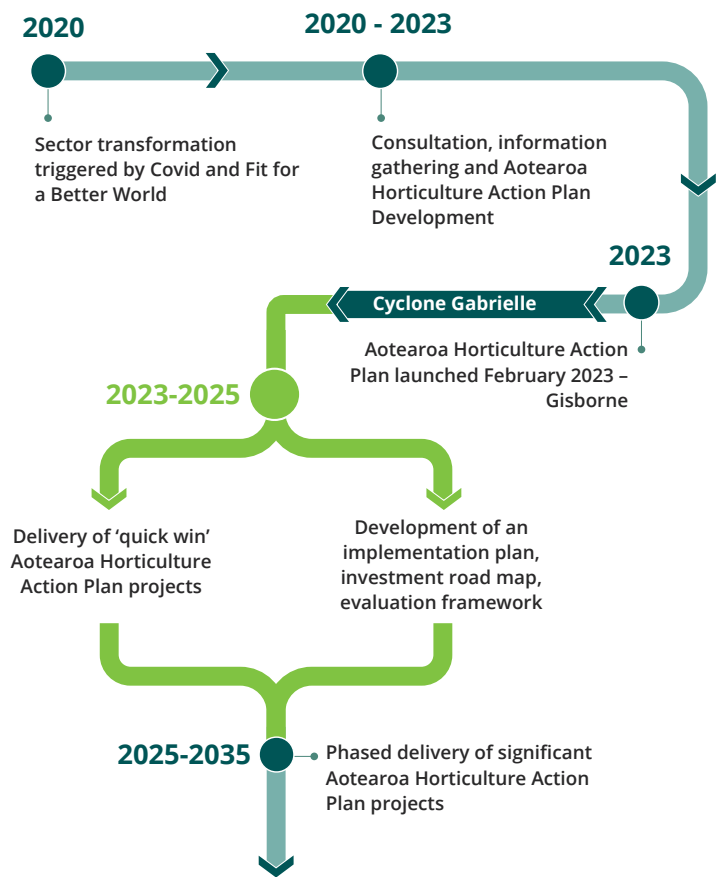 2020
Sector transformation
triggered by Covid and Fit for
a Better World
2020 - 2023
Consultation, information
gathering and Aotearoa
Horticulture Action Plan
Development
2023
Aotearoa Horticulture Action
Plan launched February 2023 –
Gisborne
Cyclone Gabrielle
2023-2025
Delivery of ‘quick win’
Aotearoa Horticulture
Action Plan projects
Development of an
implementation plan,
investment road map,
evaluation framework
2025-2035
Phased delivery of significant
Aotearoa Horticulture Action
Plan projects